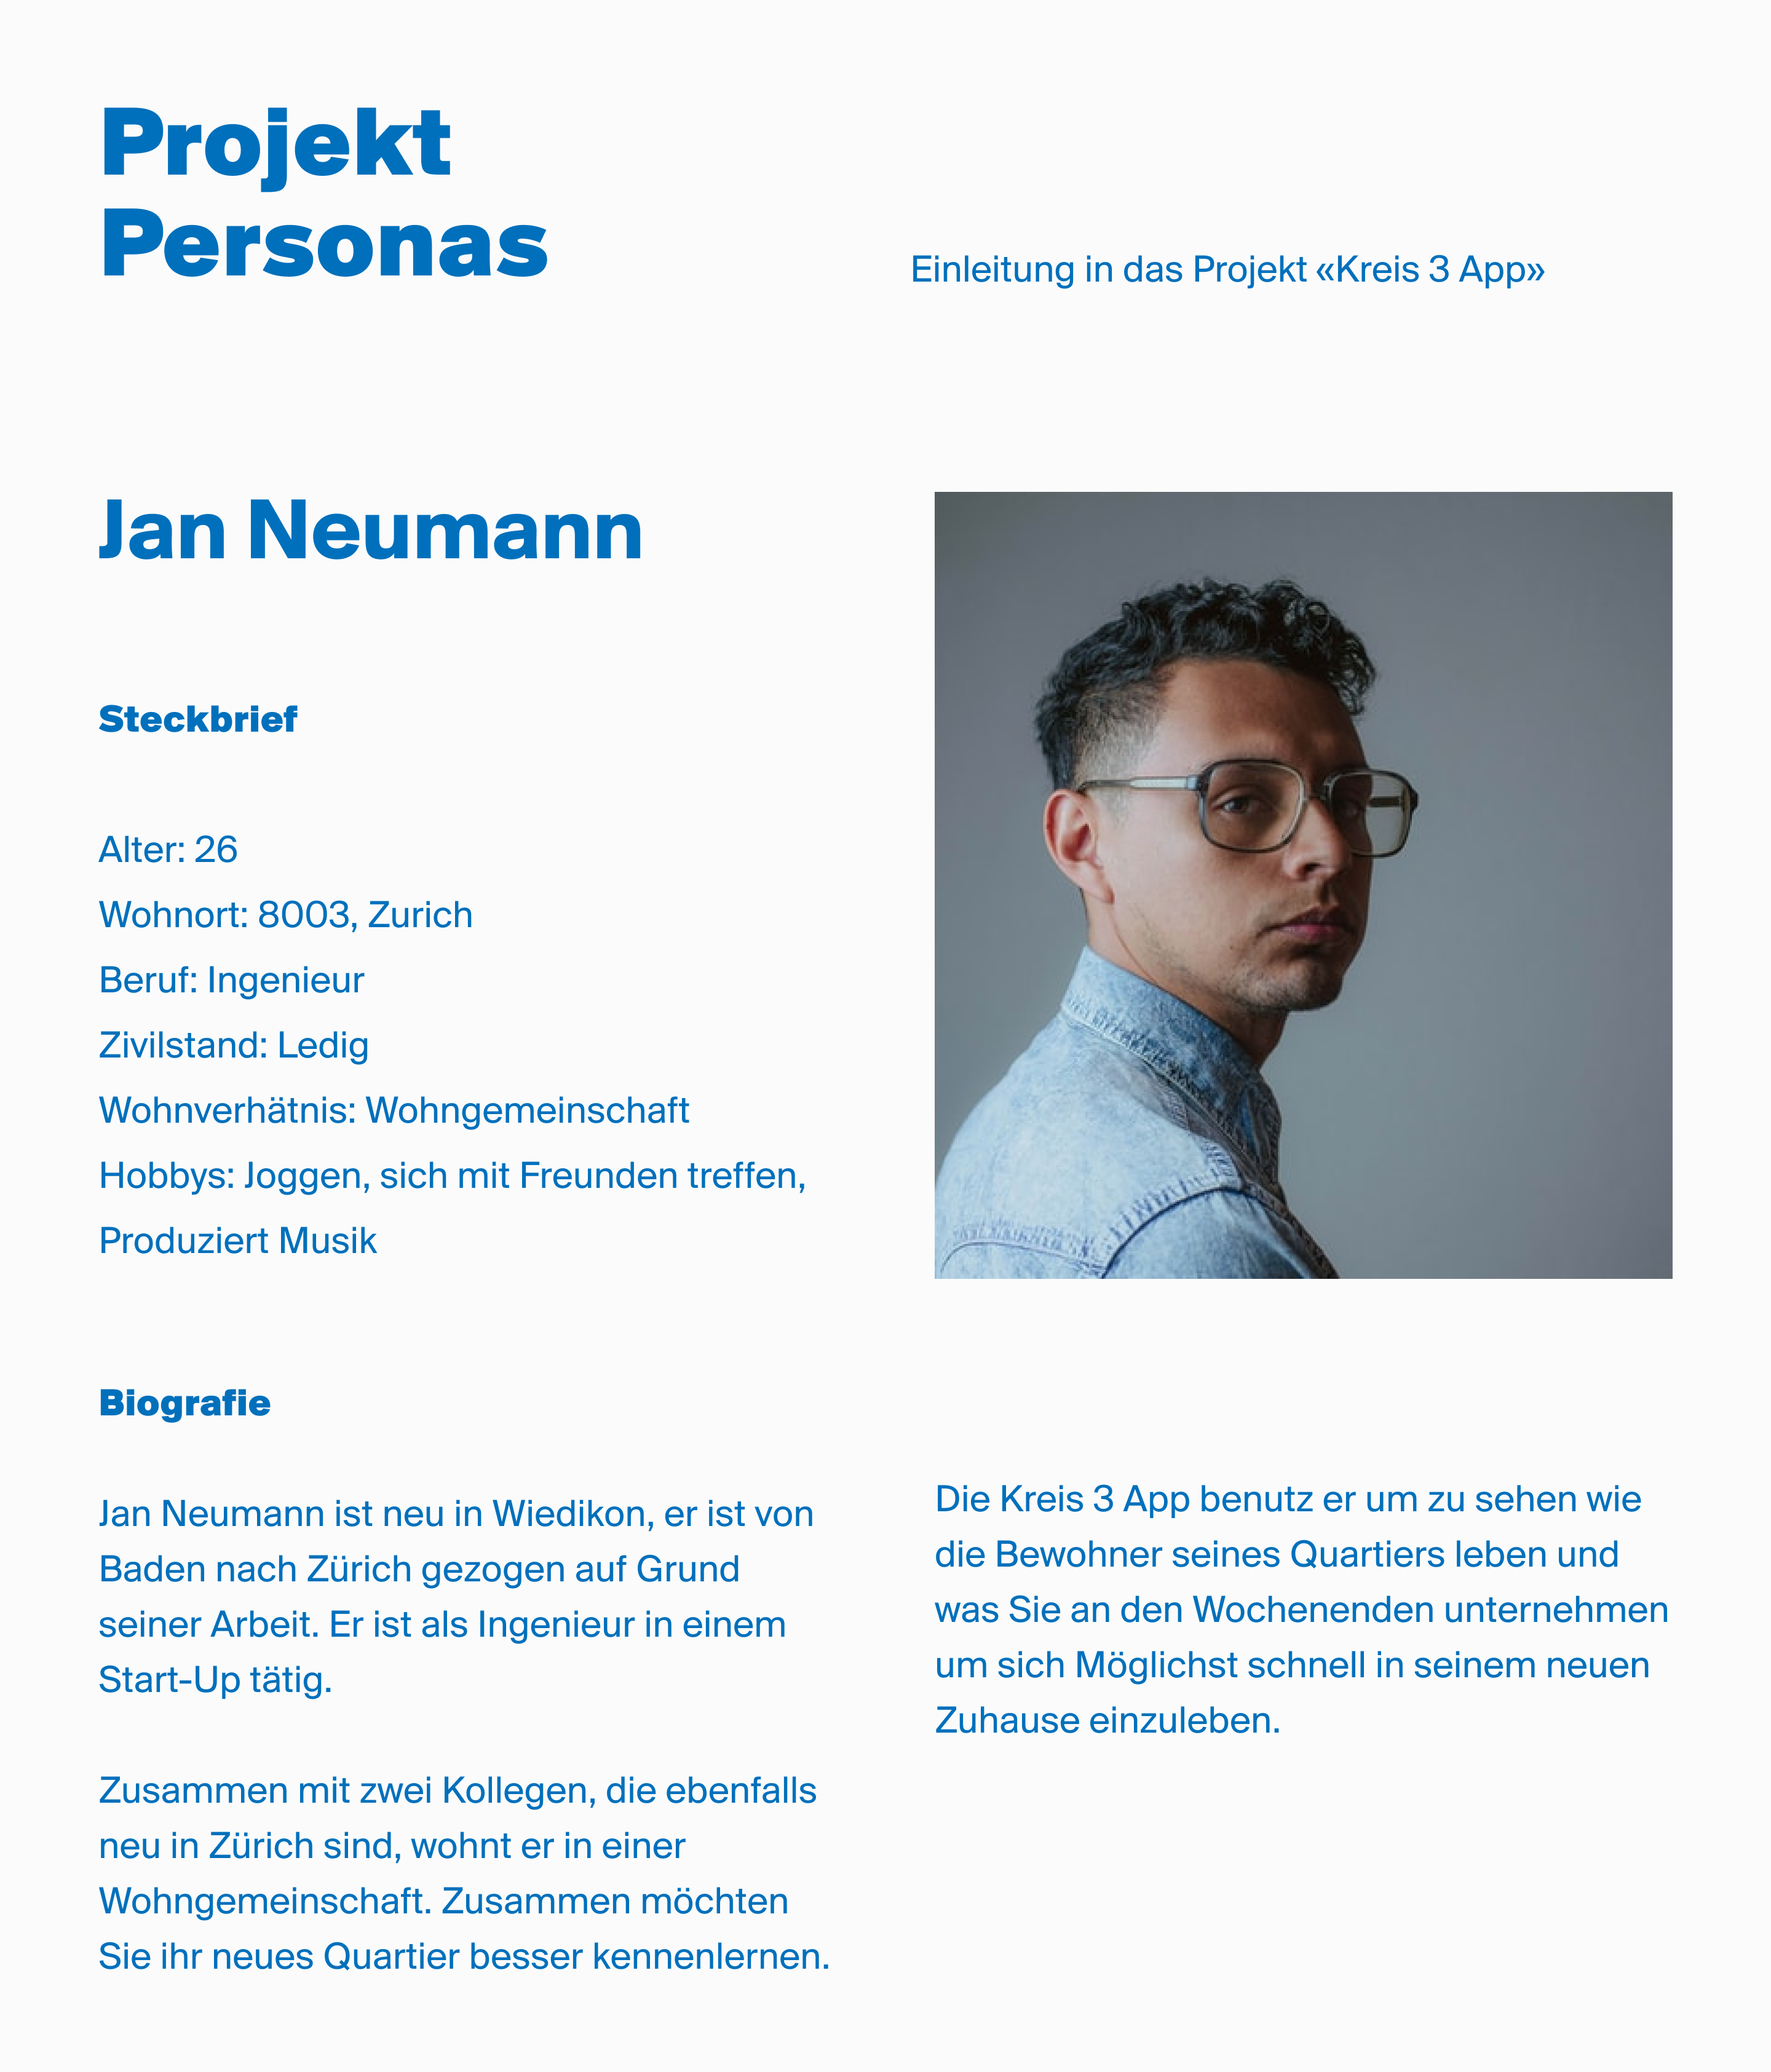 Projekt
Personas
Einleitung in das Projekt «Kreis 3 App»
Jan Neumann
Steckbrief
Alter: 26
Wohnort: 8003, Zurich
Beruf: Ingenieur
Zivilstand: Ledig
Wohnverhätnis: Wohngemeinschaft
Hobbys: Joggen, sich mit Freunden treffen,
Produziert Musik
Biografie
Jan Neumann ist neu in Wiedikon, er ist von
Baden nach Zürich gezogen auf Grund
seiner Arbeit. Er ist als Ingenieur in einem
Start-Up tätig.
Zusammen mit zwei Kollegen, die ebenfalls
neu in Zürich sind, wohnt er in einer
Wohngemeinschaft. Zusammen möchten
Sie ihr neues Quartier besser kennenlernen.
Die Kreis 3 App benutz er um zu sehen wie
die Bewohner seines Quartiers leben und
was Sie an den Wochenenden unternehmen
um sich Möglichst schnell in seinem neuen
Zuhause einzuleben.